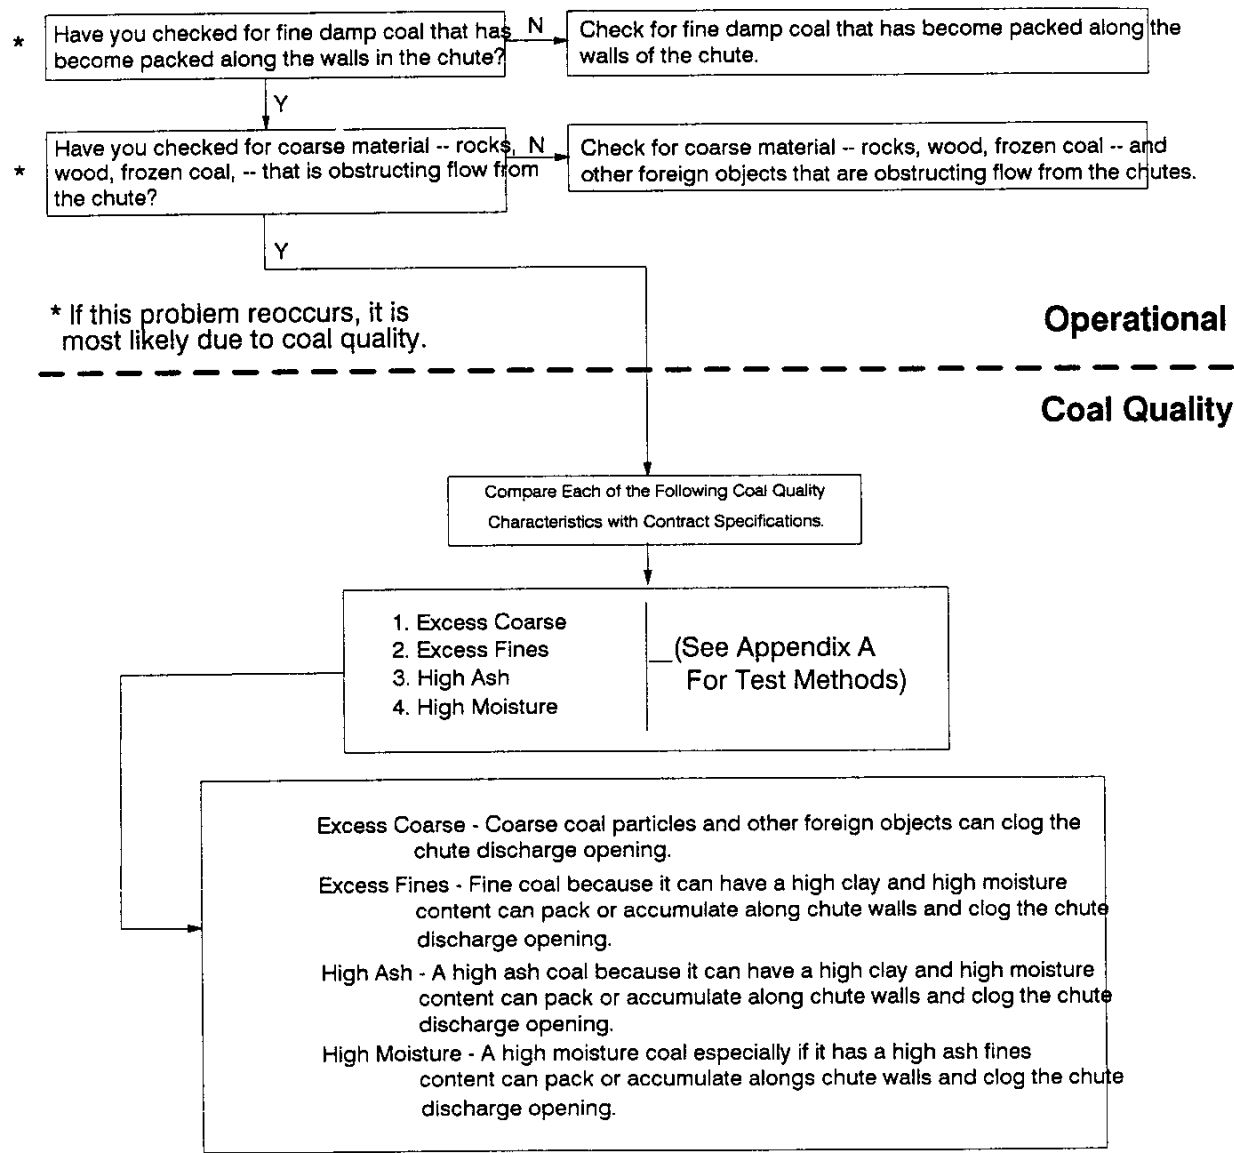 * Have you checked for fine damp coal that has
become packed along the walls in the chute?
N
Check for fine damp coal that has become packed along the
walls of the chute.
Y
Have you checked for coarse material -- rocks,
* wood, frozen coal, -- that is obstructing flow from
the chute?
N
Check for coarse material -- rocks, wood, frozen coal -- and
other foreign objects that are obstructing flow from the chutes.
Y
* If this problem reoccurs, it is
most likely due to coal quality.
Operational
Coal Quality
Compare Each of the Following Coal Quality
Characteristics with Contract Specifications.
1. Excess Coarse
2. Excess Fines
3. High Ash
4. High Moisture
(See Appendix A
For Test Methods)
Excess Coarse - Coarse coal particles and other foreign objects can clog the
chute discharge opening.
Excess Fines - Fine coal because it can have a high clay and high moisture
content can pack or accumulate along chute walls and clog the chute
discharge opening.
High Ash - A high ash coal because it can have a high clay and high moisture
content can pack or accumulate along chute walls and clog the chute
discharge opening.
High Moisture - A high moisture coal especially if it has a high ash fines
content can pack or accumulate alongs chute walls and clog the chute
discharge opening.